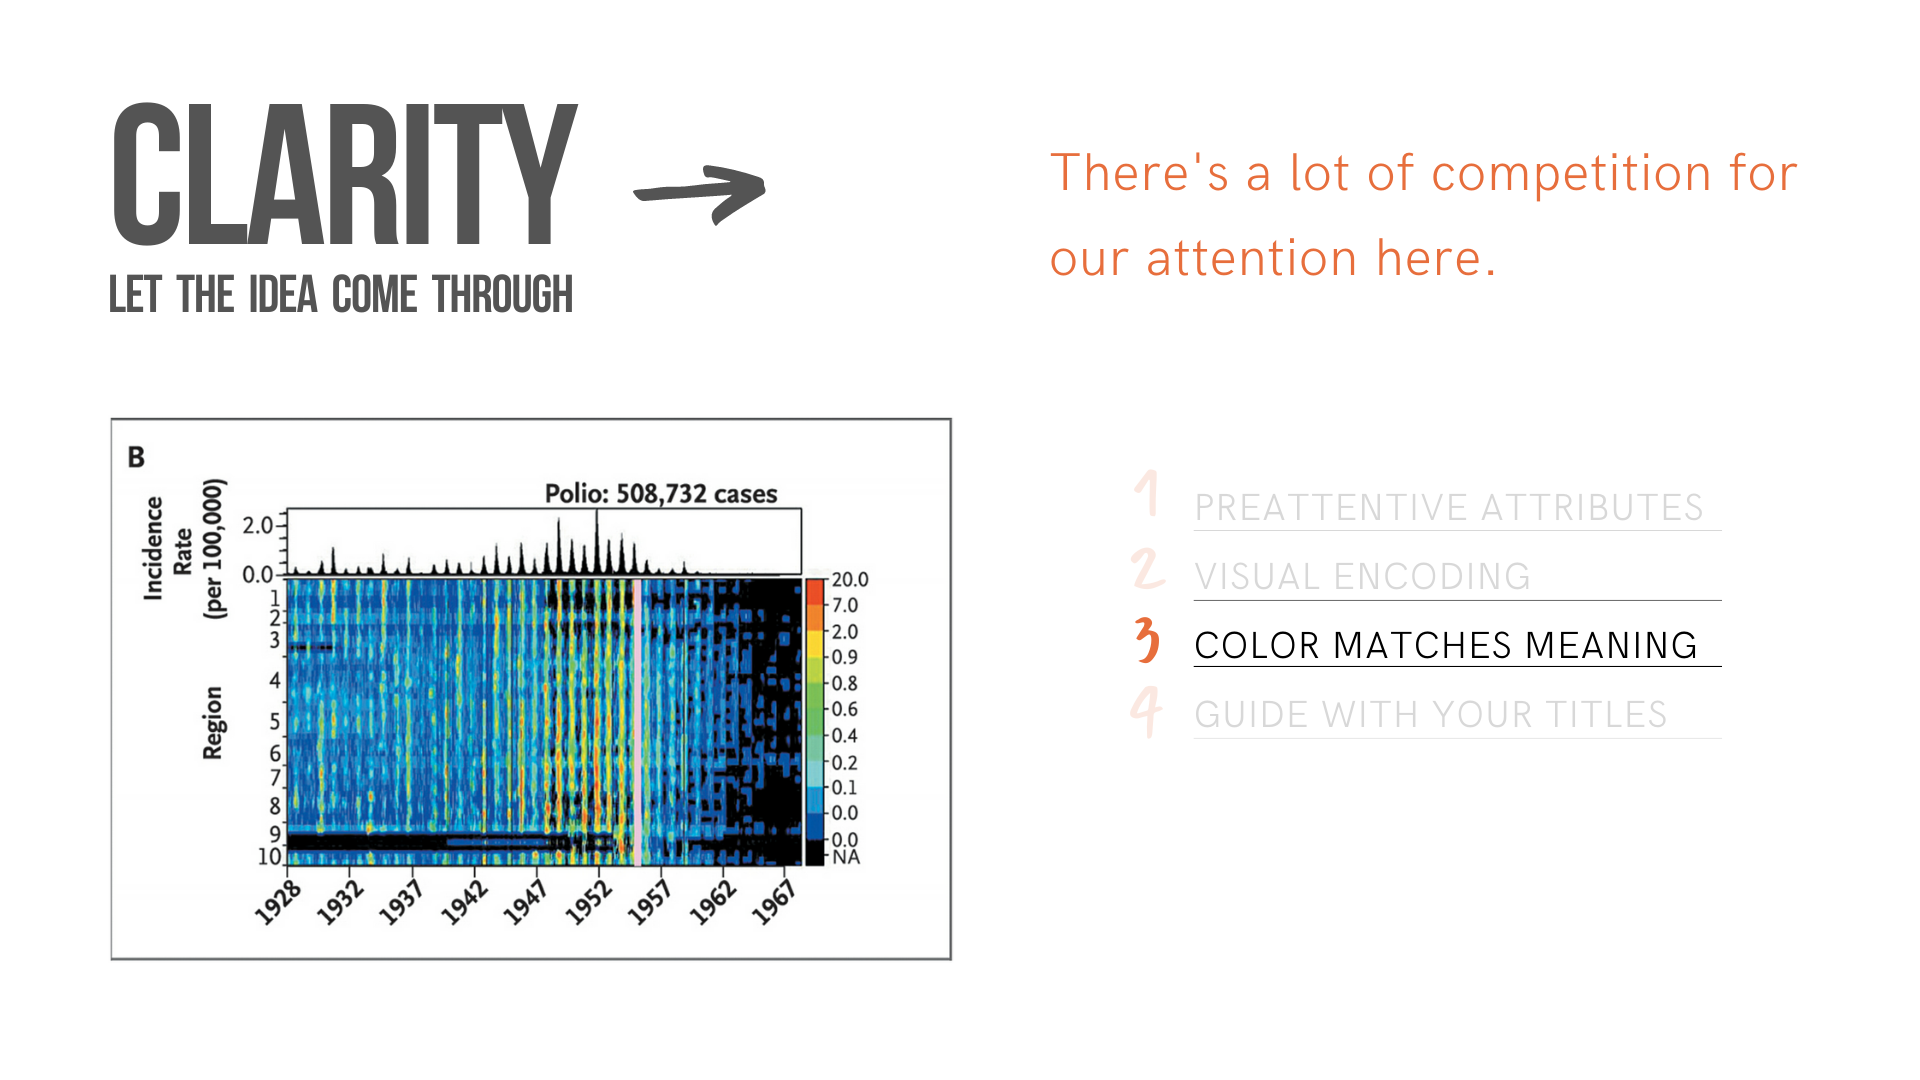 CLARITY
LET THE IDEA COME THROUGH
There's a lot of competition for
our attention here.
B
Polio: 508,732 cases
Incidence
Rate
(per 100,000)
2.0
0.0
Region
1
2
3
4
5
6
7
8
9
10
20.0
7.0
2.0
0.9
0.8
0.6
0.4
0.2
0.1
0.0
0.0
NA
1928
1932
1937
1942
1947
1952
1957
1962
1967
1 PREATTENTIVE ATTRIBUTES
2 VISUAL ENCODING
3 COLOR MATCHES MEANING
4 GUIDE WITH YOUR TITLES